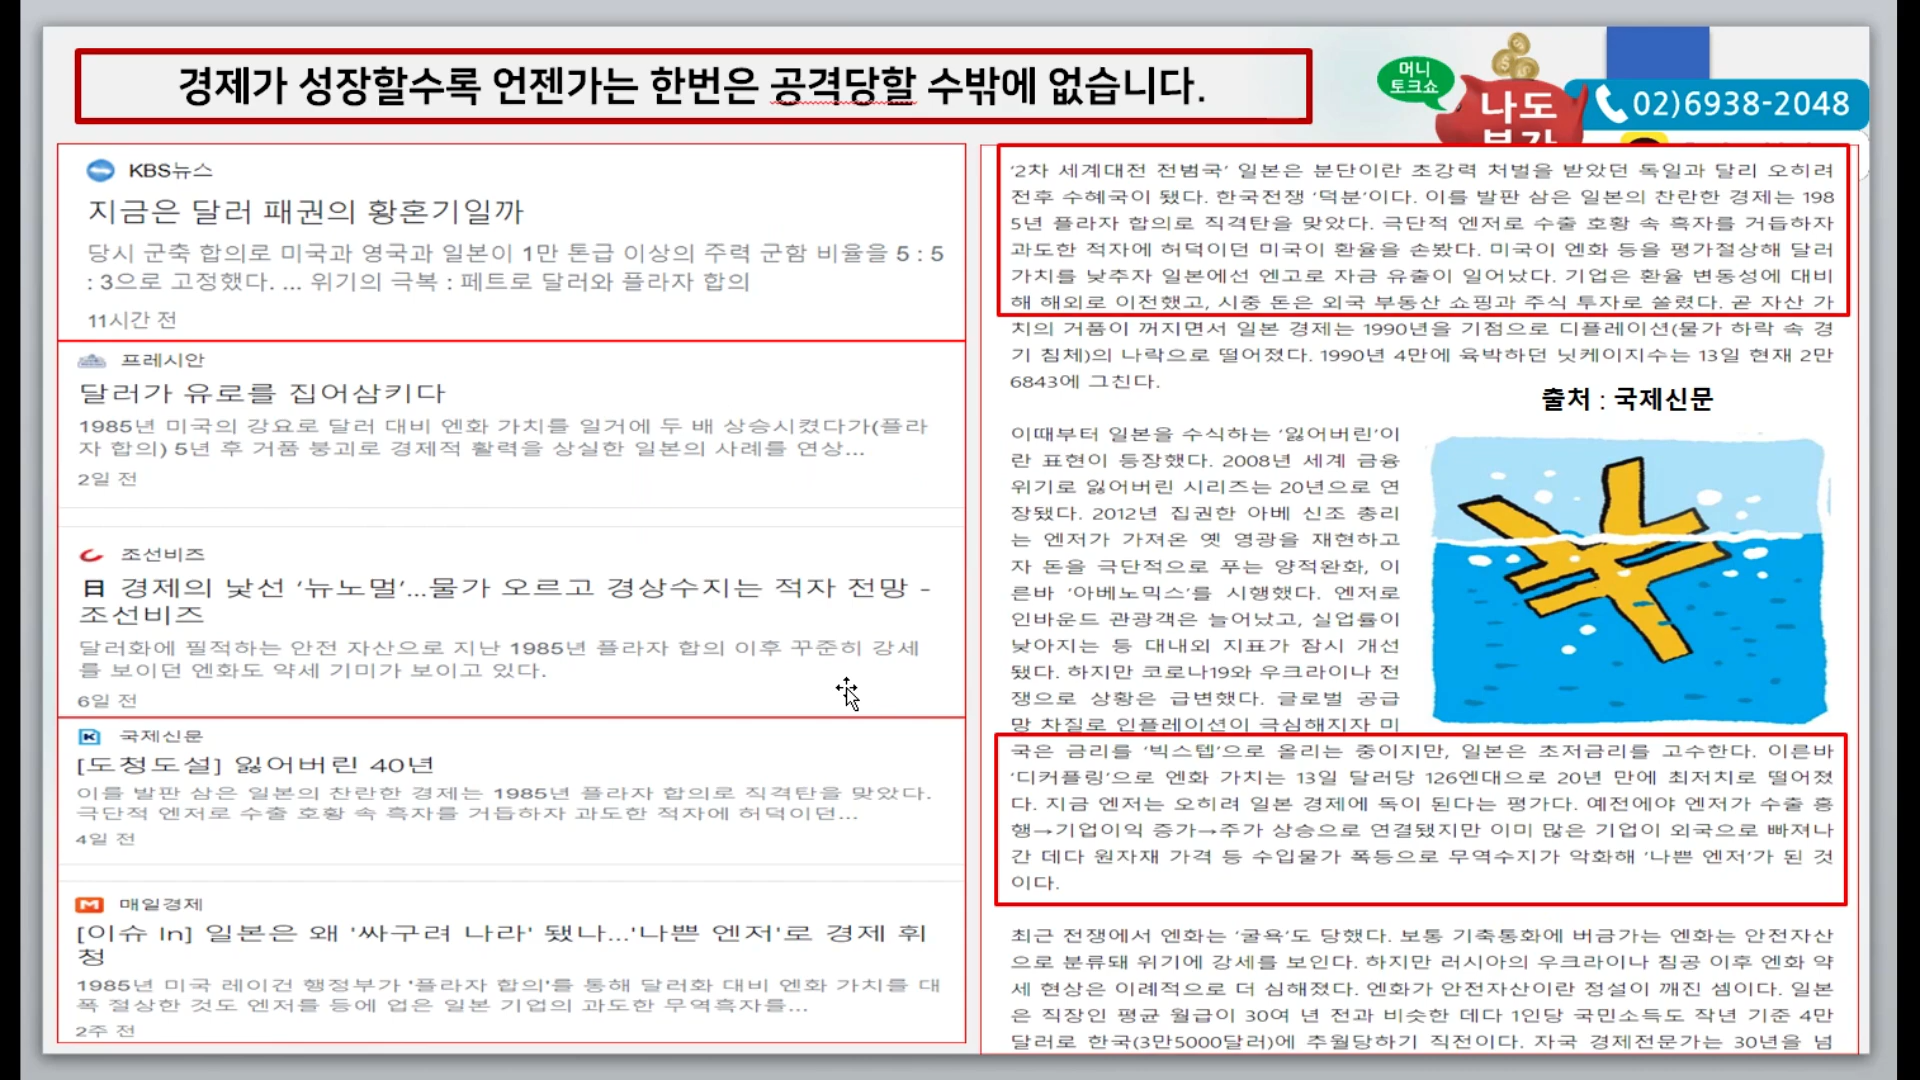 경제가 성장할수록 언젠가는 한번은 공격당할 수밖에 없습니다.
머니
토크쇼
나도
부자
02)6938-2048
KBS뉴스
지금은 달러 패권의 황혼기일까
당시 군축 합의로 미국과 영국과 일본이 1만 톤급 이상의 주력 군함 비율을 5 : 5
: 3으로 고정했다. ... 위기의 극복 : 페트로 달러와 플라자 합의
11시간 전
프레시안
달러가 유로를 집어삼키다
1985년 미국의 강요로 달러 대비 엔화 가치를 일거에 두 배 상승시켰다가(플라
자 합의) 5년 후 거품 붕괴로 경제적 활력을 상실한 일본의 사례를 연상...
2일 전
조선비즈
日 경제의 낯선 ‘뉴노멀’...물가 오르고 경상수지는 적자 전망 -
조선비즈
달러화에 필적하는 안전 자산으로 지난 1985년 플라자 합의 이후 꾸준히 강세
를 보이던 엔화도 약세 기미가 보이고 있다.
6일 전
국제신문
[도청도설] 잃어버린 40년
이를 발판 삼은 일본의 찬란한 경제는 1985년 플라자 합의로 직격탄을 맞았다.
극단적 엔저로 수출 호황 속 흑자를 거듭하자 과도한 적자에 허덕이던...
4일 전
매일경제
[이슈 In] 일본은 왜 '싸구려 나라' 됐나...'나쁜 엔저'로 경제 휘
청
1985년 미국 레이건 행정부가 '플라자 합의'를 통해 달러화 대비 엔화 가치를 대
폭 절상한 것도 엔저를 등에 업은 일본 기업의 과도한 무역흑자를...
2주 전
‘2차 세계대전 전범국’ 일본은 분단이란 초강력 처벌을 받았던 독일과 달리 오히려
전후 수혜국이 됐다. 한국전쟁 ‘덕분’이다. 이를 발판 삼은 일본의 찬란한 경제는 198
5년 플라자 합의로 직격탄을 맞았다. 극단적 엔저로 수출 호황 속 흑자를 거듭하자
과도한 적자에 허덕이던 미국이 환율을 손봤다. 미국이 엔화 등을 평가절상해 달러
가치를 낮추자 일본에선 엔고로 자금 유출이 일어났다. 기업은 환율 변동성에 대비
해 해외로 이전했고, 시중 돈은 외국 부동산 쇼핑과 주식 투자로 쏠렸다. 곧 자산 가
치의 거품이 꺼지면서 일본 경제는 1990년을 기점으로 디플레이션(물가 하락 속 경
기 침체)의 나락으로 떨어졌다. 1990년 4만에 육박하던 닛케이지수는 13일 현재 2만
6843에 그친다.
출처 : 국제신문
이때부터 일본을 수식하는 ‘잃어버린’이
란 표현이 등장했다. 2008년 세계 금융
위기로 잃어버린 시리즈는 20년으로 연
장됐다. 2012년 집권한 아베 신조 총리
는 엔저가 가져온 옛 영광을 재현하고
자 돈을 극단적으로 푸는 양적완화, 이
른바 ‘아베노믹스’를 시행했다. 엔저로
인바운드 관광객은 늘어났고, 실업률이
낮아지는 등 대내외 지표가 잠시 개선
됐다. 하지만 코로나19와 우크라이나 전
쟁으로 상황은 급변했다. 글로벌 공급
망 차질로 인플레이션이 극심해지자 미
국은 금리를 ‘빅스텝’으로 올리는 중이지만, 일본은 초저금리를 고수한다. 이른바
‘디커플링’으로 엔화 가치는 13일 달러당 126엔대으로 20년 만에 최저치로 떨어졌
다. 지금 엔저는 오히려 일본 경제에 독이 된다는 평가다. 예전에야 엔저가 수출 흥
행→기업이익 증가→주가 상승으로 연결됐지만 이미 많은 기업이 외국으로 빠져나
간 데다 원자재 가격 등 수입물가 폭등으로 무역수지가 악화해 ‘나쁜 엔저’가 된 것
이다.
최근 전쟁에서 엔화는 ‘굴욕’도 당했다. 보통 기축통화에 버금가는 엔화는 안전자산
으로 분류돼 위기에 강세를 보인다. 하지만 러시아의 우크라이나 침공 이후 엔화 약
세 현상은 이례적으로 더 심해졌다. 엔화가 안전자산이란 정설이 깨진 셈이다. 일본
은 직장인 평균 월급이 30여 년 전과 비슷한 데다 1인당 국민소득도 작년 기준 4만
달러로 한국(3만5000달러)에 추월당하기 직전이다. 자국 경제전문가는 30년을 넘